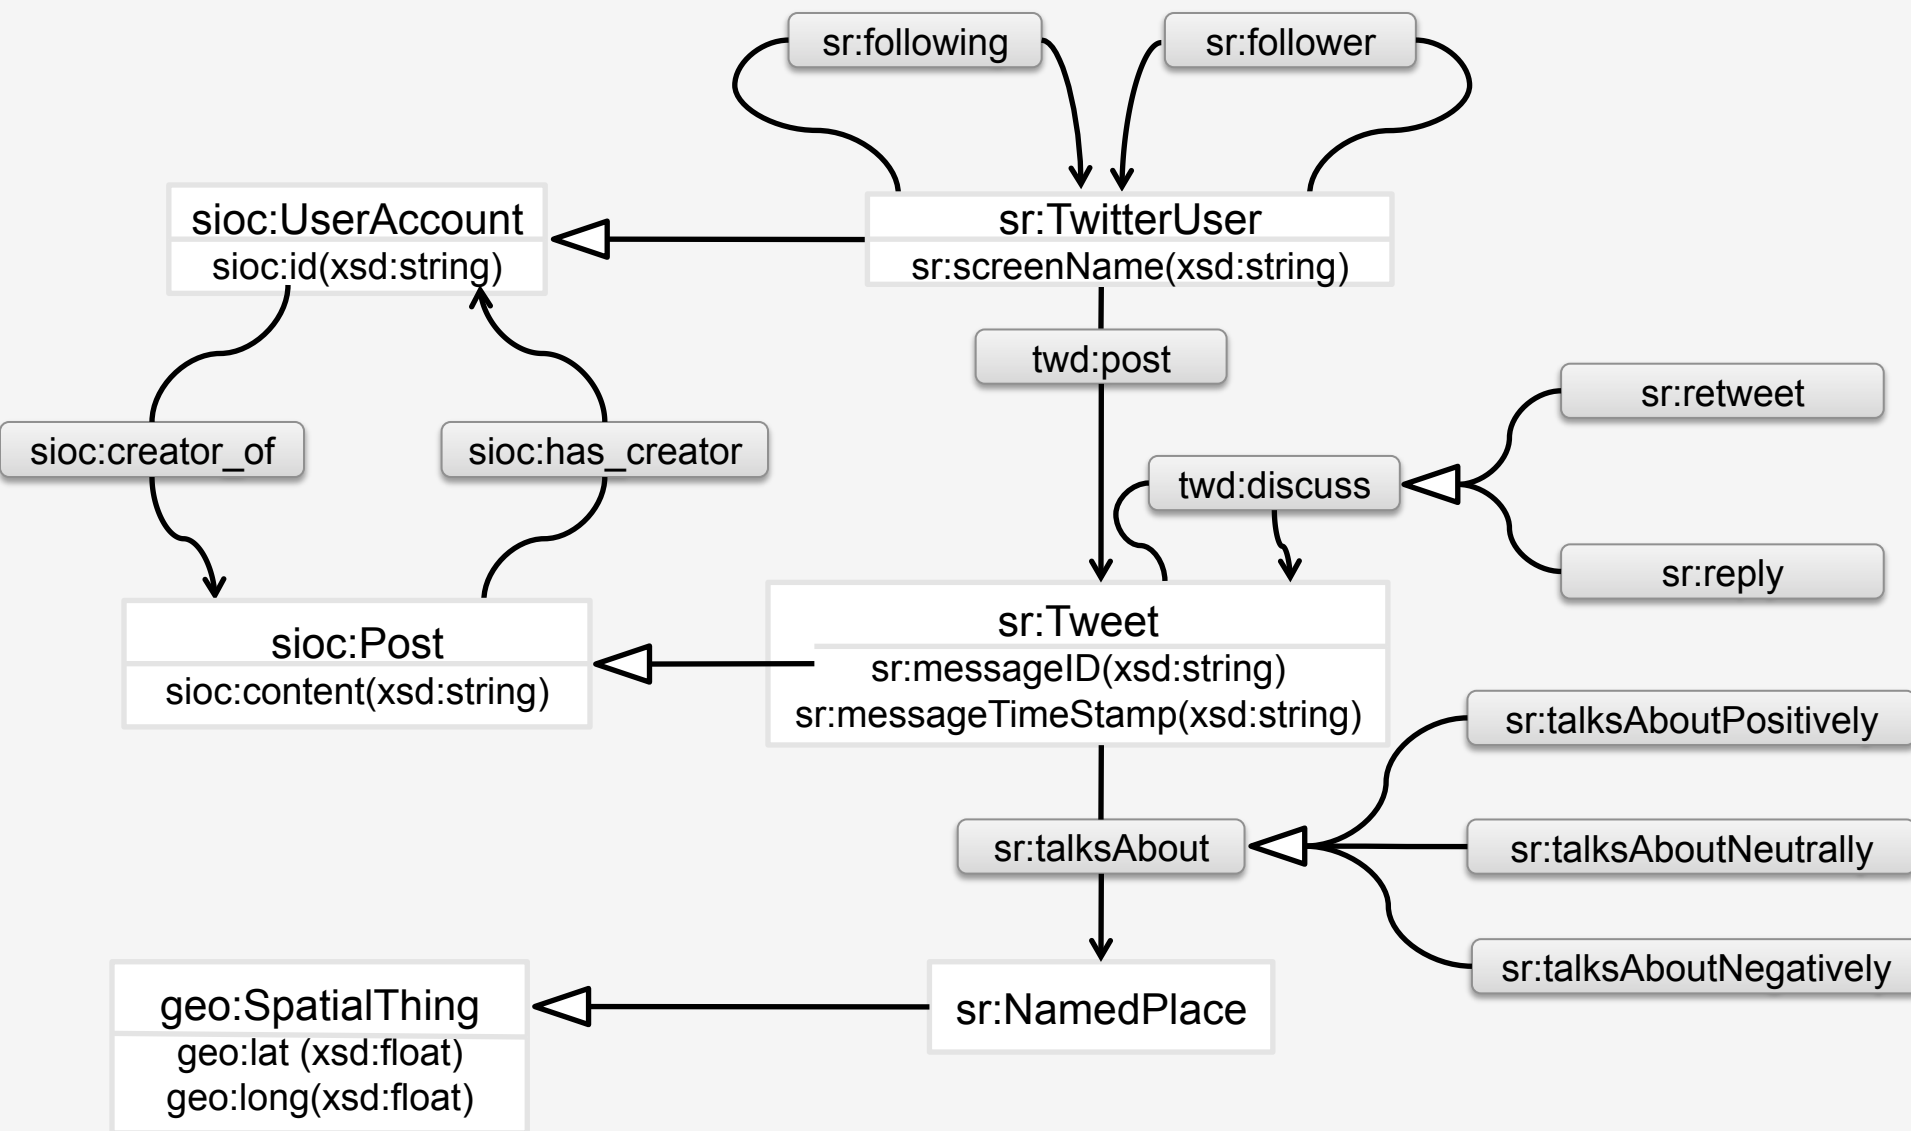 sr:following
sr:follower
sioc:UserAccount
sioc:id(xsd:string)
sr:TwitterUser
sr:screenName(xsd:string)
twd:post
sr:retweet
sioc:creator_of
sioc:has_creator
twd:discuss
sr:reply
sioc:Post
sioc:content(xsd:string)
sr:Tweet
sr:messageID(xsd:string)
sr:messageTimeStamp(xsd:string)
sr:talksAboutPositively
sr:talksAbout
sr:talksAboutNeutrally
sr:talksAboutNegatively
geo:SpatialThing
geo:lat (xsd:float)
geo:long(xsd:float)
sr:NamedPlace